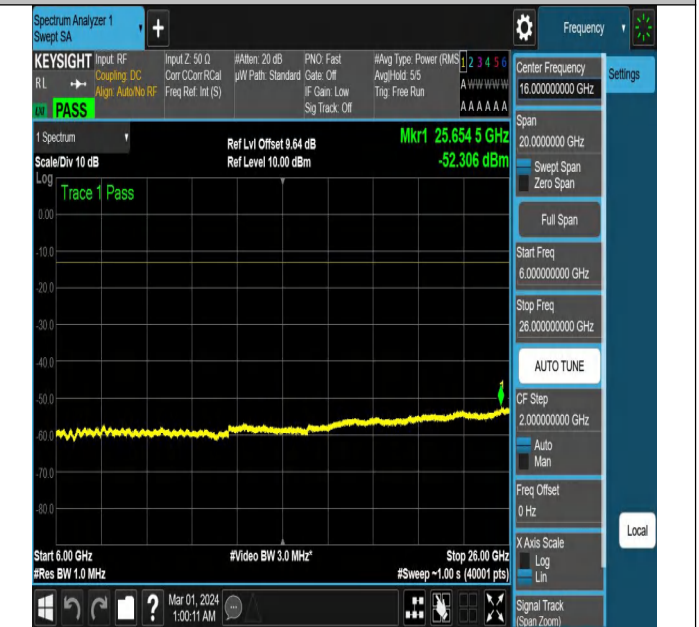 Spectrum Analyzer 1
Swept SA
+
Frequency
KEYSIGHT
RL
PASS
Input: RF
Coupling: DC
Align: Auto/No RF
Input Z: 50 Ω
Corr CCorr RCal
Freq Ref: Int (S)
#Atten: 20 dB
µW Path: Standard
PNO: Fast
Gate: Off
IF Gain: Low
Sig Track: Off
#Avg Type: Power (RMS
Avg|Hold: 5/5
Trig: Free Run
1 2 3 4 5 6
A W W W W W
A A A A A A
1 Spectrum
Scale/Div 10 dB
Ref Lvl Offset 9.64 dB
Ref Level 10.00 dBm
Mkr1 25.654 5 GHz
-52.306 dBm
Log
Trace 1 Pass
0.00
-10.0
-20.0
-30.0
-40.0
-50.0
-60.0
-70.0
-80.0
1
Start 6.00 GHz
#Res BW 1.0 MHz
#Video BW 3.0 MHz*
Stop 26.00 GHz
#Sweep ~1.00 s (40001 pts)
?
Mar 01, 2024
1:00:11 AM
Center Frequency
16.000000000 GHz
Settings
Span
20.0000000 GHz
Swept Span
Zero Span
Full Span
Start Freq
6.000000000 GHz
Stop Freq
26.000000000 GHz
AUTO TUNE
CF Step
2.000000000 GHz
Auto
Man
Freq Offset
0 Hz
X Axis Scale
Log
Lin
Local
Signal Track
(Span Zoom)